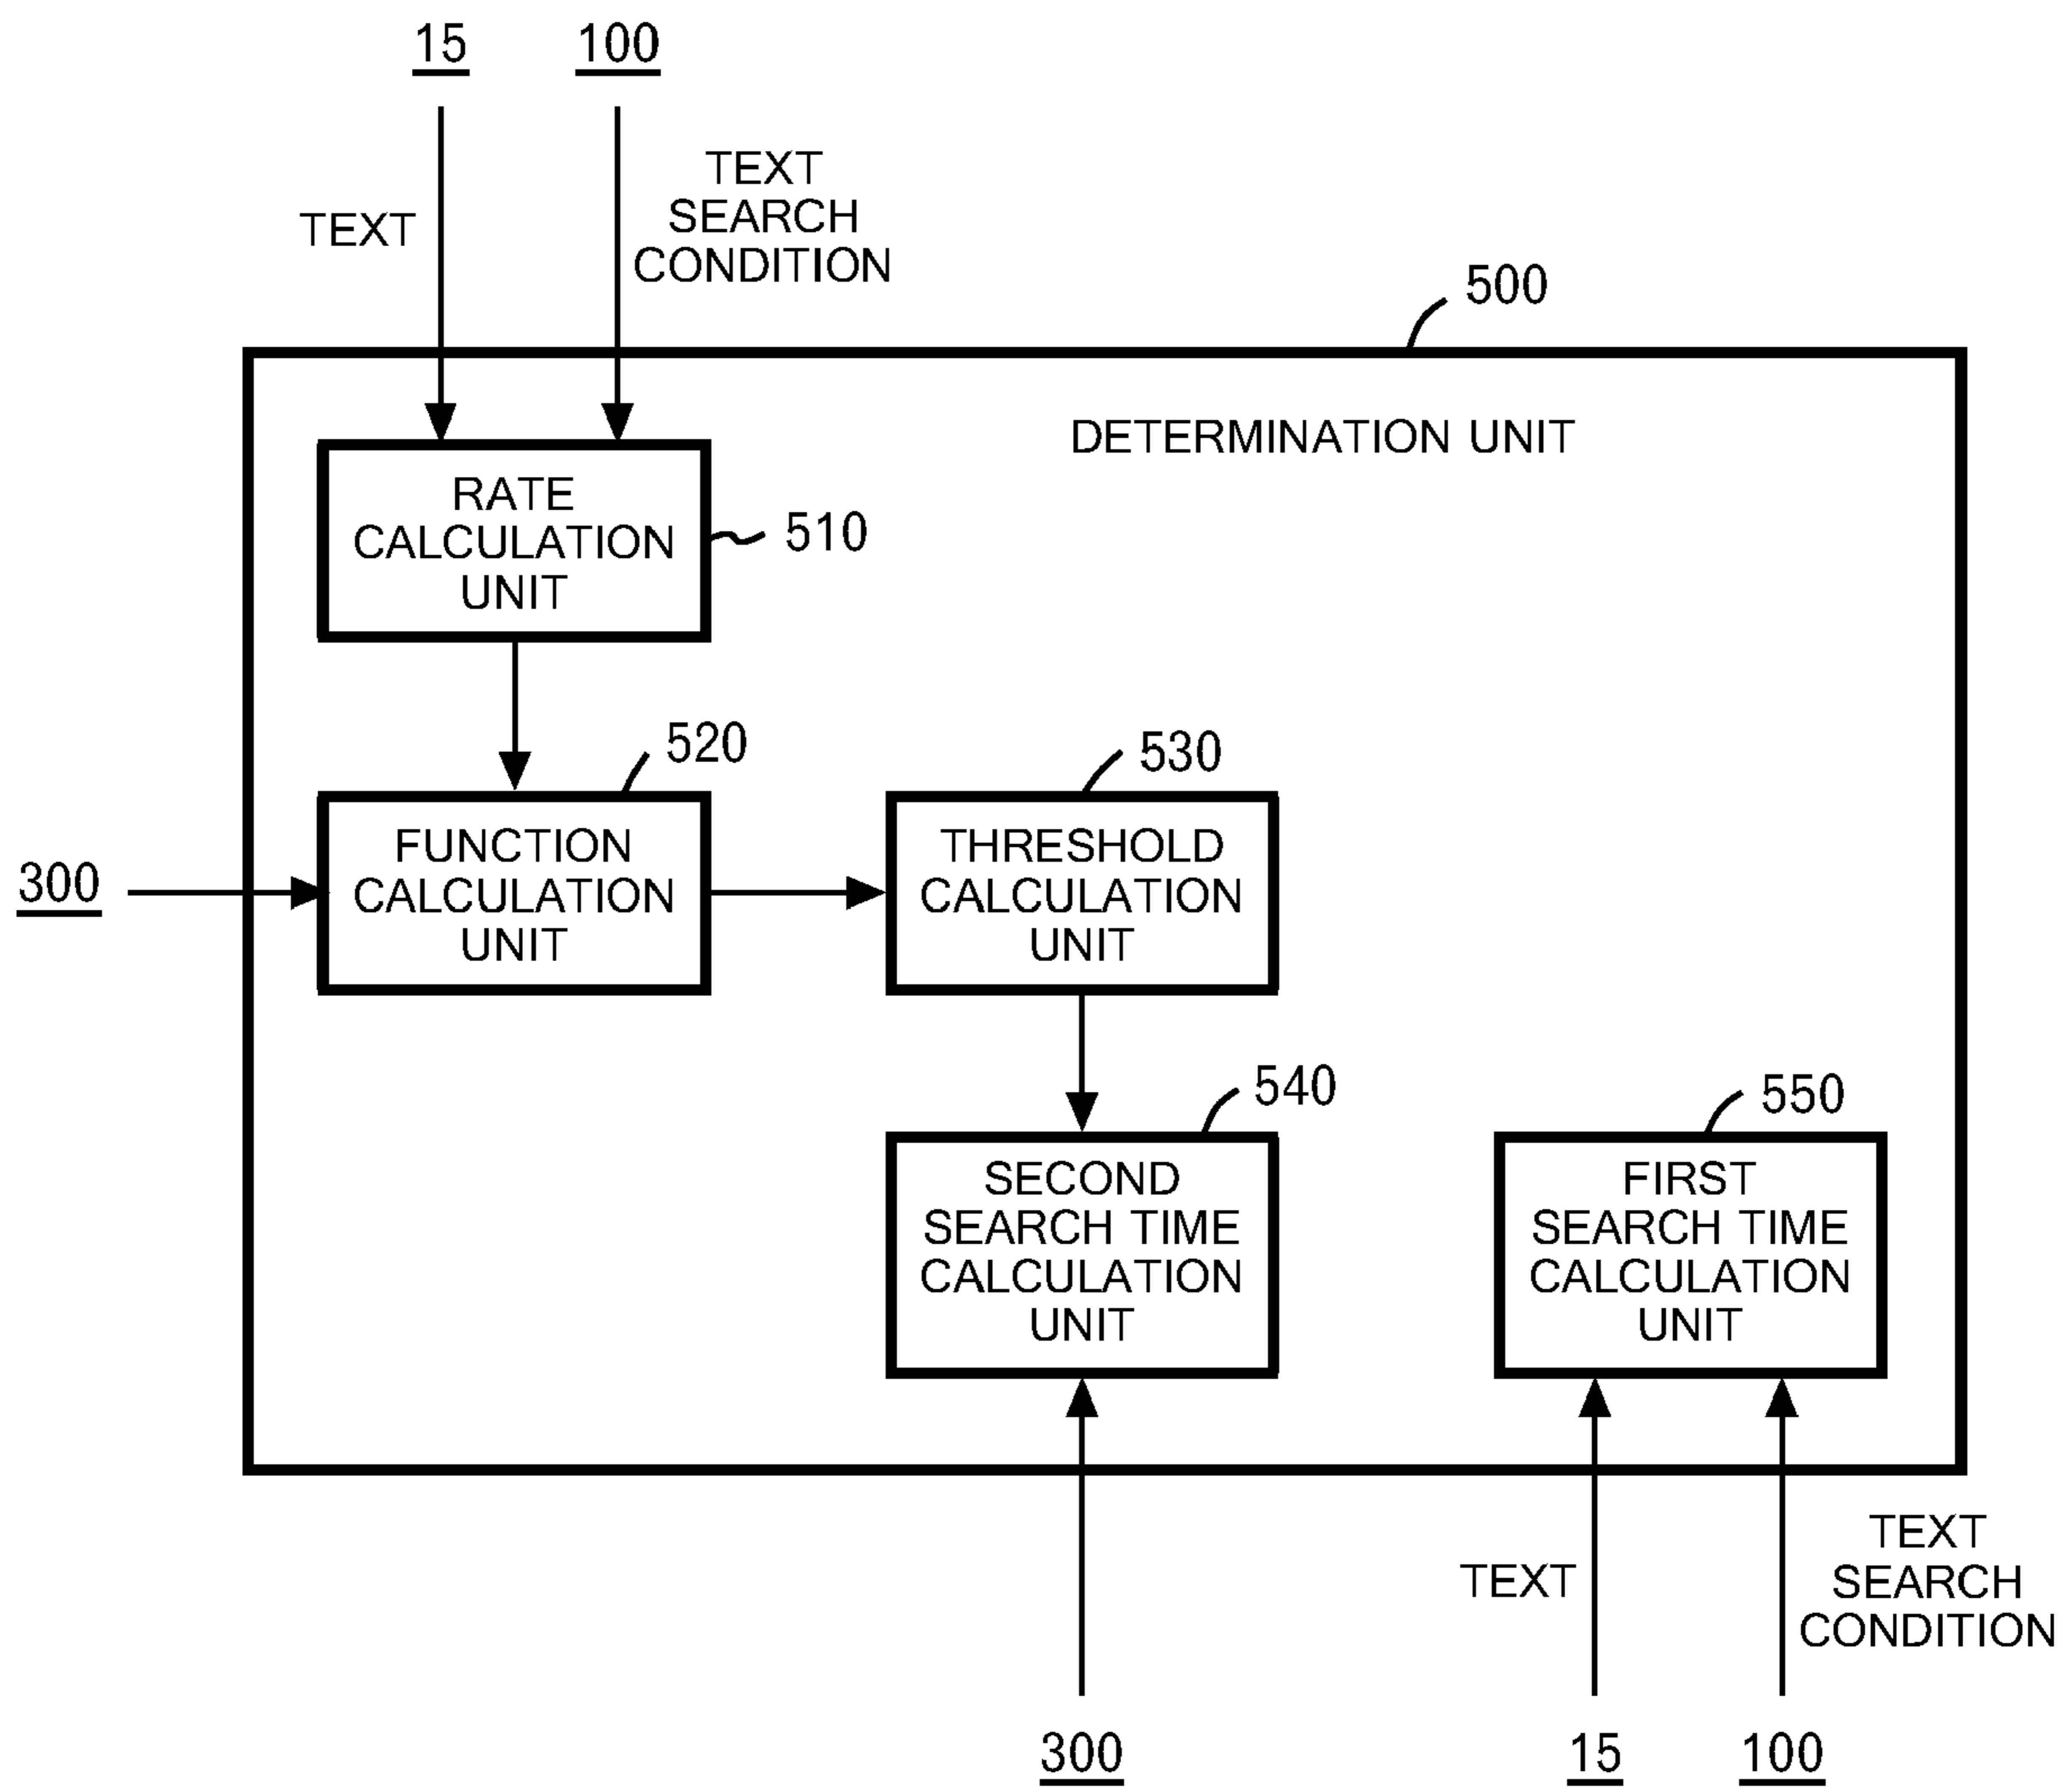 15
100
TEXT
TEXT
SEARCH
CONDITION
500
DETERMINATION UNIT
RATE
CALCULATION
UNIT
510
520
530
300
FUNCTION
CALCULATION
UNIT
THRESHOLD
CALCULATION
UNIT
540
550
SECOND
SEARCH TIME
CALCULATION
UNIT
FIRST
SEARCH TIME
CALCULATION
UNIT
TEXT
TEXT
SEARCH
CONDITION
300
15
100